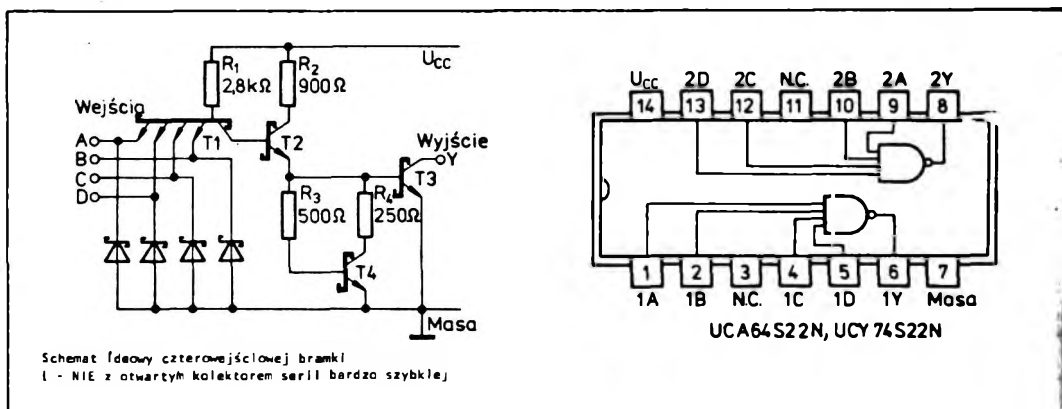 R₁
2,8kΩ
R₂
900Ω
U_CC
Wejścia
A
B
C
D
T1
T2
Wyjście
Y
T3
R₃
500Ω
R₄
250Ω
T4
Masa
Schemat ideowy czterowejściowej bramki
I - NIE z otwartym kolektorem serii bardzo szybkiej
U_CC 2D 2C N.C. 2B 2A 2Y
14 13 12 11 10 9 8
1 2 3 4 5 6 7
1A 1B N.C. 1C 1D 1Y Masa
UCA64S22N, UCY74S22N